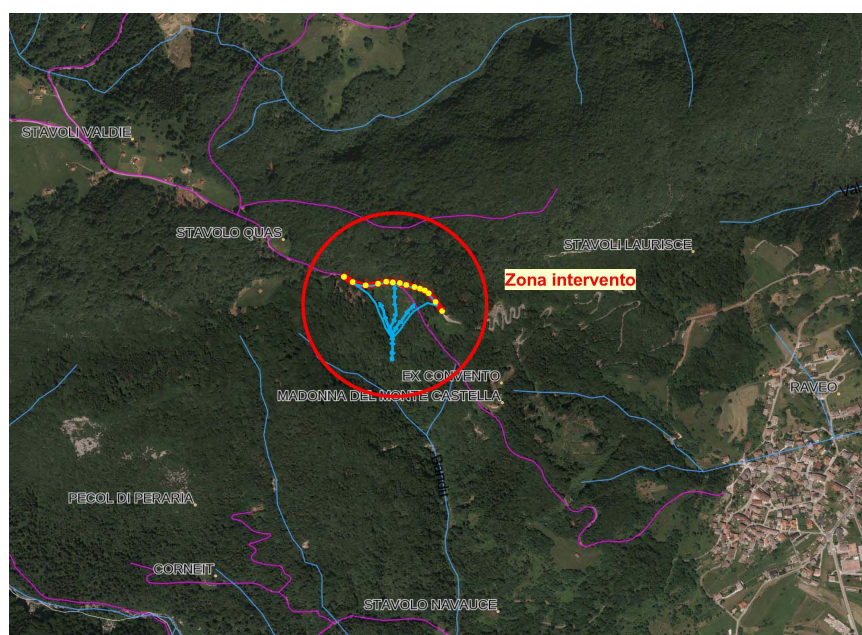 STAVOLI VALDIE
STAVOLO QUAS
STAVOLI LAURISCE
Zona intervento
EX CONVENTO
MADONNA DEL MONTE CASTELLA
RAVEO
PECOL DI PERARIA
CORNEIT
STAVOLO NAVAUCE